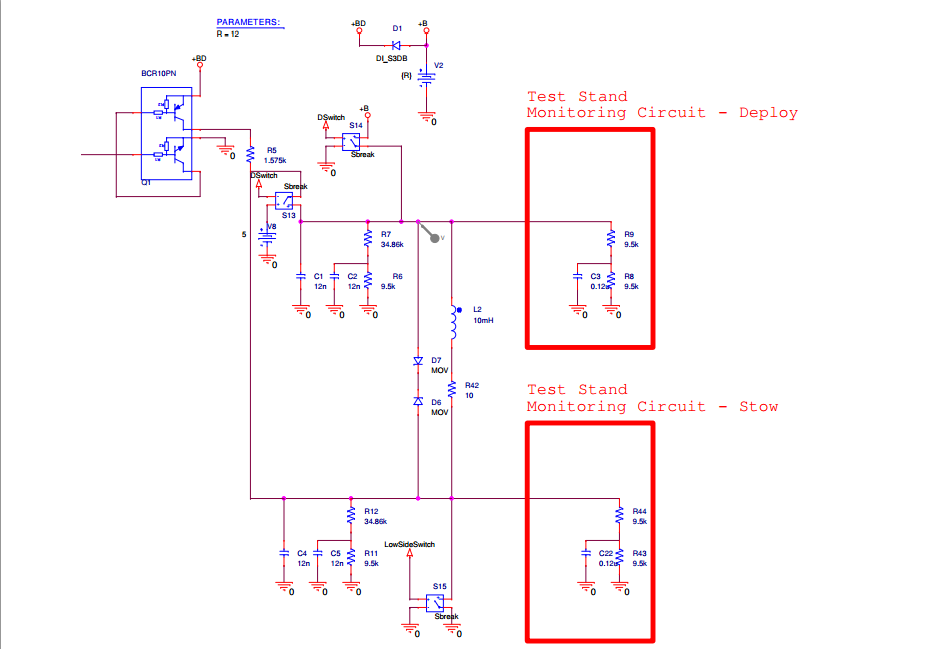 PARAMETERS:
R = 12
+BD
+B
D1
DI_S3DB
V2
{R}
0
+BD
BCR10PN
Q1
0
R5
1.575k
DSwitch
+B
S14
Sbreak
0
DSwitch
Sbreak
S13
V8
5
0
R7
34.86k
C1
12n
C2
12n
R6
9.5k
0
0
0
V
L2
10mH
D7
MOV
D6
MOV
R42
10
Test Stand
Monitoring Circuit - Deploy
R9
9.5k
C3
R8
9.5k
0
0
Test Stand
Monitoring Circuit - Stow
R44
9.5k
C22
R43
9.5k
0
0
R12
34.86k
C4
12n
C5
12n
R11
9.5k
0
0
0
LowSideSwitch
S15
Sbreak
0
0